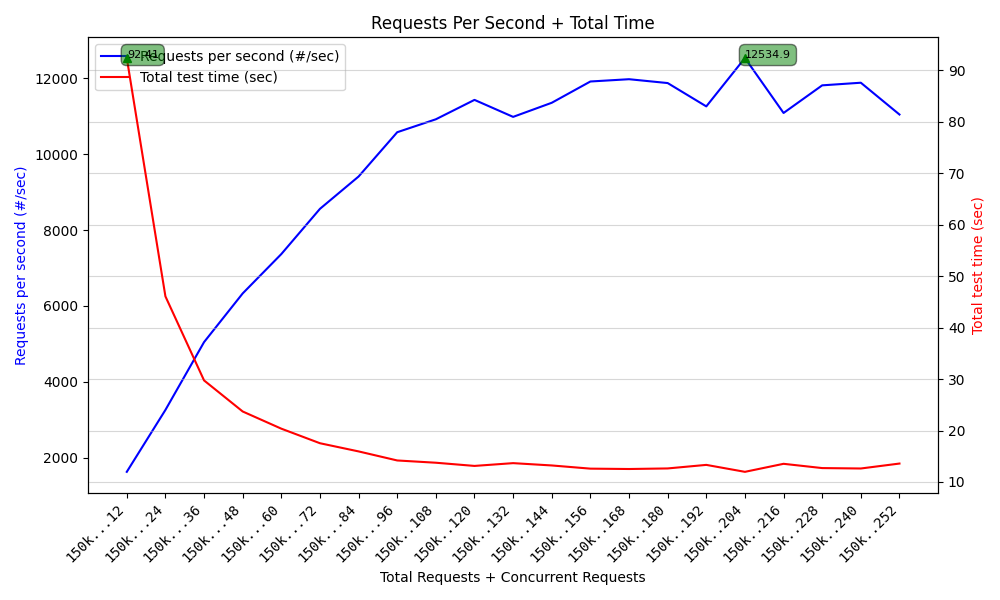 Requests Per Second + Total Time
92.41
Requests per second (#/sec)
Total test time (sec)
12534.9
12000
10000
8000
6000
4000
2000
Requests per second (#/sec)
90
80
70
60
50
40
30
20
10
Total test time (sec)
150k...12
150k...24
150k...36
150k...48
150k...60
150k...72
150k...84
150k...96
150k..108
150k..120
150k..132
150k..144
150k..156
150k..168
150k..180
150k..192
150k..204
150k..216
150k..228
150k..240
150k..252
Total Requests + Concurrent Requests